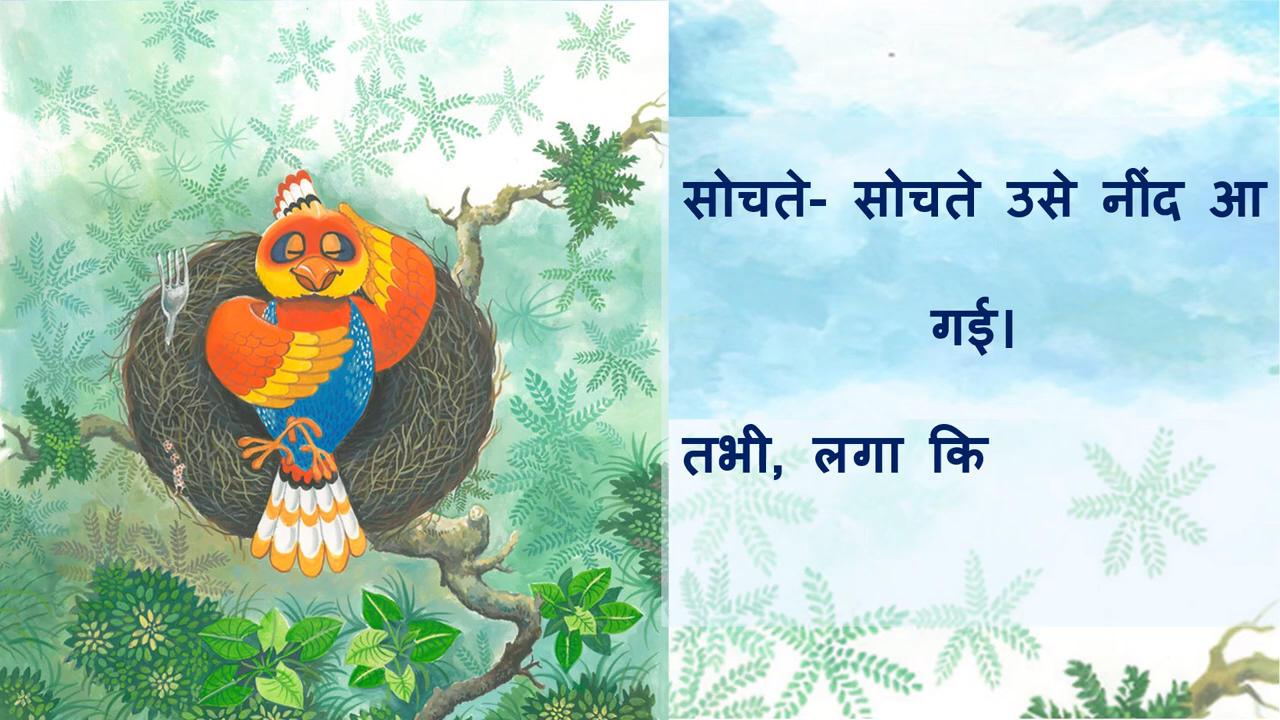 सोचते- सोचते उसे नींद आ
गई।
तभी, लगा कि